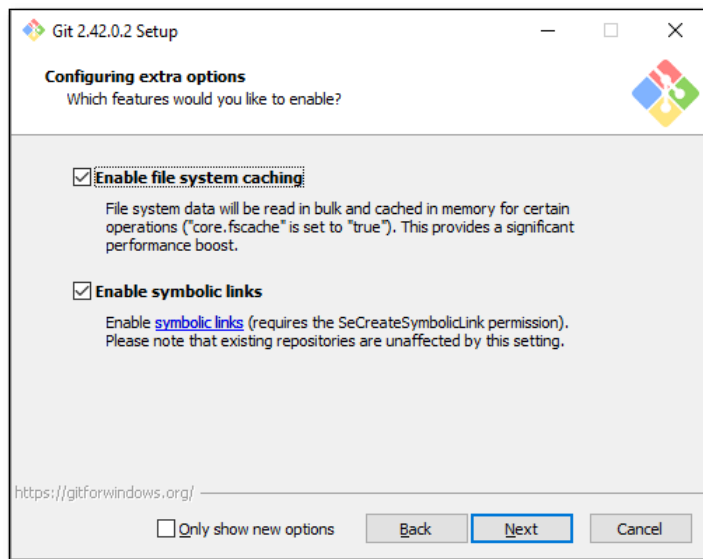 Git 2.42.0.2 Setup
Configuring extra options
Which features would you like to enable?
Enable file system caching
File system data will be read in bulk and cached in memory for certain
operations ("core.fscache" is set to "true"). This provides a significant
performance boost.
Enable symbolic links
Enable symbolic links (requires the SeCreateSymbolicLink permission).
Please note that existing repositories are unaffected by this setting.
https://gitforwindows.org/
Only show new options
Back
Next
Cancel